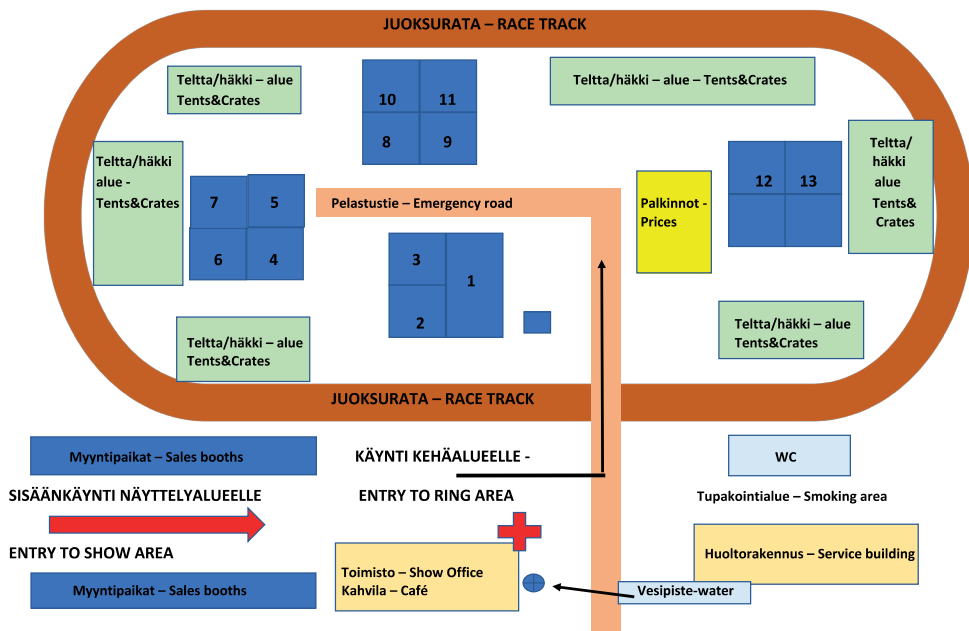 JUOKSURATA – RACE TRACK
Teltta/häkki – alue
Tents&Crates
10
11
8
9
Teltta/häkki – alue – Tents&Crates
Teltta/häkki
alue -
Tents&Crates
7
5
6
4
Pelastustie – Emergency road
Palkinnot -
Prices
12
13
Teltta/
häkki
alue
Tents&
Crates
3
1
2
Teltta/häkki – alue
Tents&Crates
Teltta/häkki – alue
Tents&Crates
JUOKSURATA – RACE TRACK
Myyntipaikat – Sales booths
KÄYNTI KEHÄALUEELLE -
WC
SISÄÄNKÄYNTI NÄYTTELYALUEELLE
ENTRY TO RING AREA
Tupakointialue – Smoking area
ENTRY TO SHOW AREA
Huoltorakennus – Service building
Toimisto – Show Office
Kahvila – Café
Myyntipaikat – Sales booths
Vesipiste-water